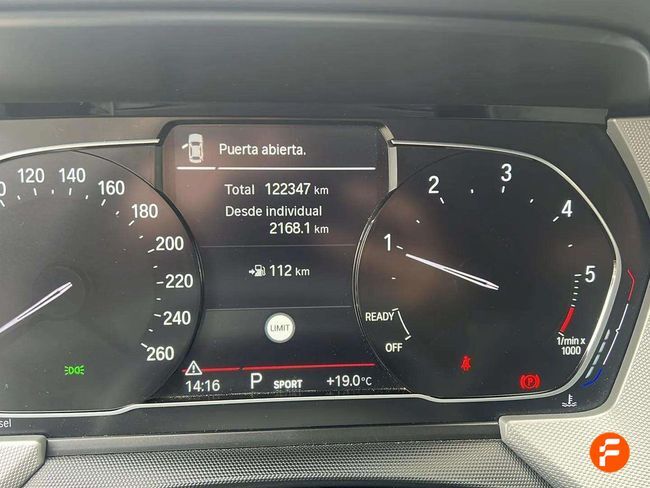 Puerta abierta.
Total 122347 km
Desde individual
2168.1 km
112 km
LIMIT
14:16 P SPORT +19.0°C
120 140 160 180 200 220 240 260
1 2 3 4 5
READY
OFF
1/min x
1000